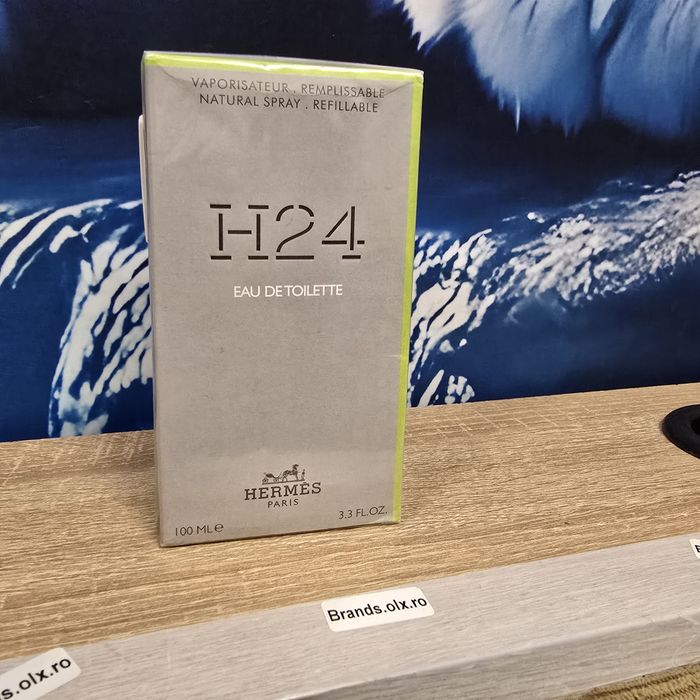 VAPORISATEUR . REMPLISSABLE
NATURAL SPRAY . REFILLABLE
H24
EAU DE TOILETTE
HERMÈS
PARIS
100 ML e
3.3 FL.OZ.
Brands.olx.ro
s.olx.ro